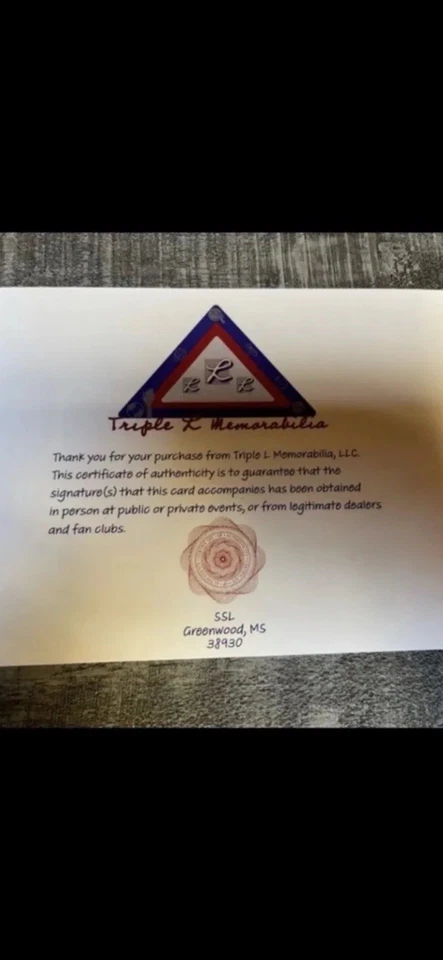 L
L L
Triple L Memorabilia
Thank you for your purchase from Triple L Memorabilia, LLC.
This certificate of authenticity is to guarantee that the
signature(s) that this card accompanies has been obtained
in person at public or private events, or from legitimate dealers
and fan clubs.
SSL
Greenwood, MS
38930